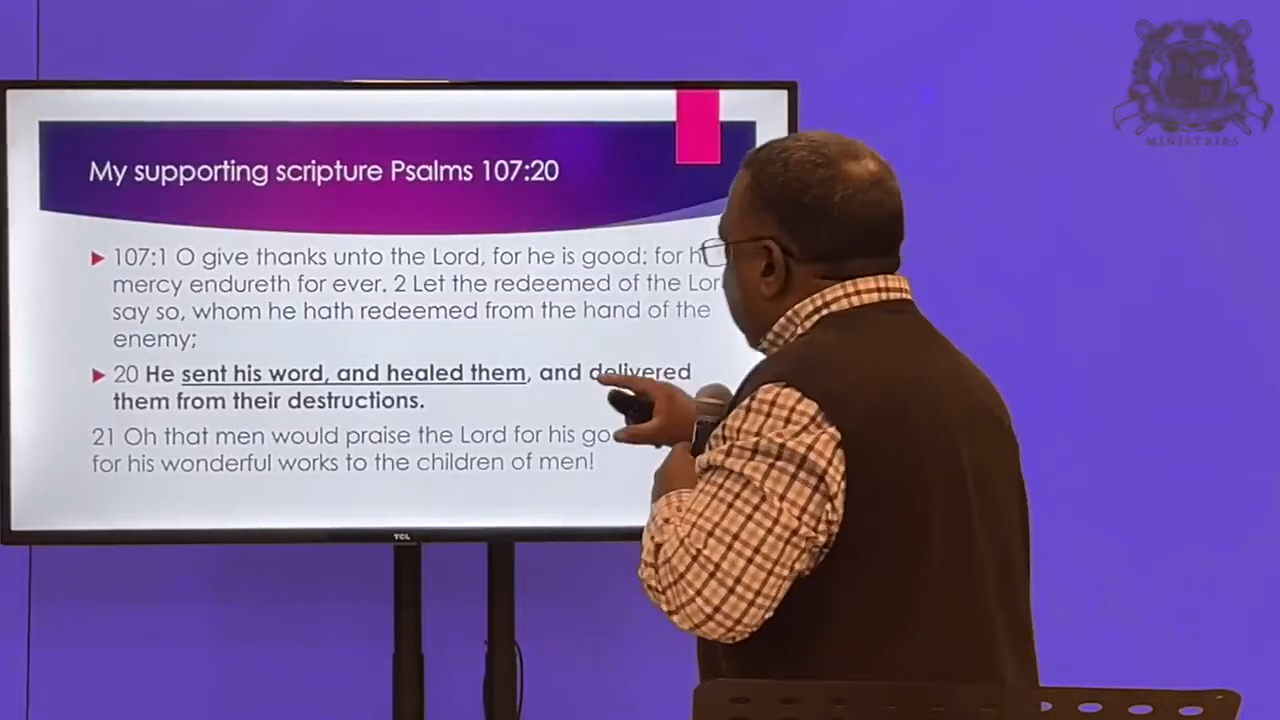 My supporting scripture Psalms 107:20
107:1 O give thanks unto the Lord, for he is good: for
mercy endureth for ever. 2 Let the redeemed of the
say so, whom he hath redeemed from the hand of the
enemy;
20 He sent his word, and healed them, and delivered
them from their destructions.
21 Oh that men would praise the Lord for his
for his wonderful works to the children of men!
TCL
MINISTRIES